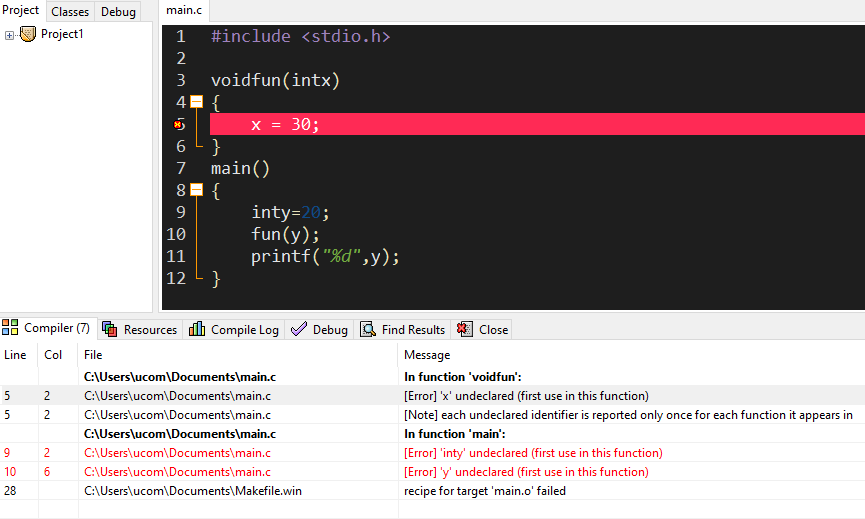 Project Classes Debug
main.c
Project1
1 #include <stdio.h>
2
3 voidfun(intx)
4 {
5 x = 30;
6 }
7 main()
8 {
9 inty=20;
10 fun(y);
11 printf("%d",y);
12 }
Compiler (7) Resources Compile Log Debug Find Results Close
Line Col File Message
C:\Users\ucom\Documents\main.c In function 'voidfun':
5 2 C:\Users\ucom\Documents\main.c [Error] 'x' undeclared (first use in this function)
5 2 C:\Users\ucom\Documents\main.c [Note] each undeclared identifier is reported only once for each function it appears in
C:\Users\ucom\Documents\main.c In function 'main':
9 2 C:\Users\ucom\Documents\main.c [Error] 'inty' undeclared (first use in this function)
10 6 C:\Users\ucom\Documents\main.c [Error] 'y' undeclared (first use in this function)
28 C:\Users\ucom\Documents\Makefile.win recipe for target 'main.o' failed